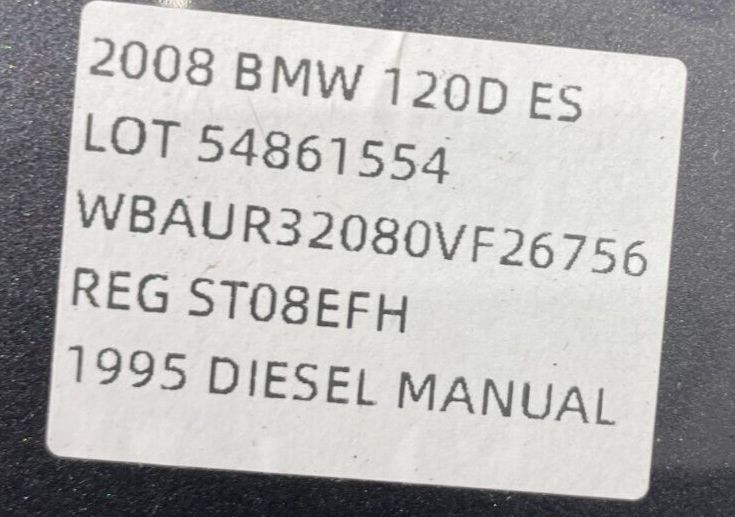 2008 BMW 120D ES
LOT 54861554
WBAUR32080VF26756
REG ST08EFH
1995 DIESEL MANUAL